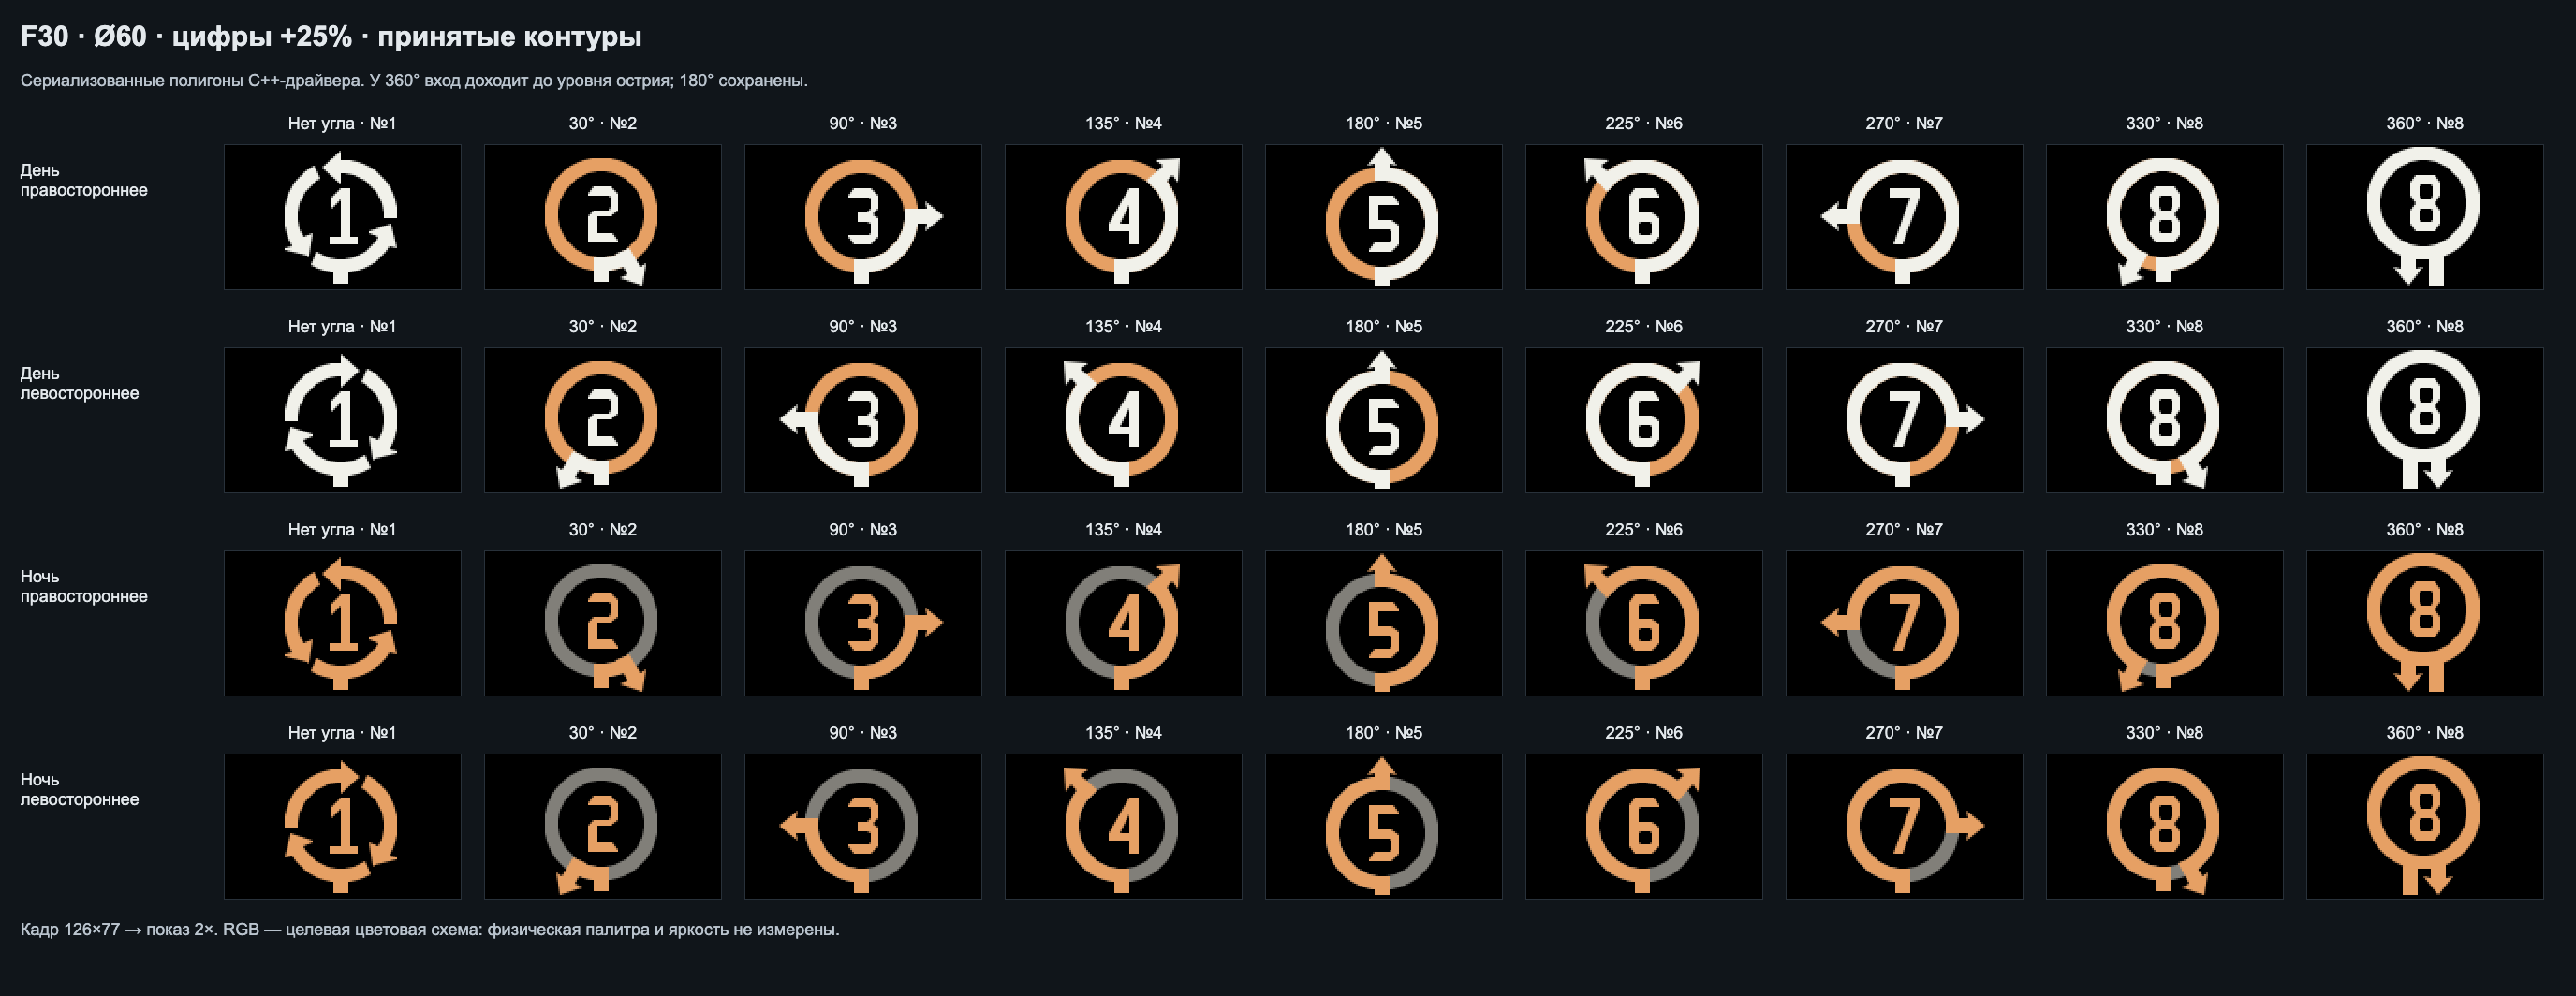 F30 · Ø60 · цифры +25% · принятые контуры
Сериализованные полигоны C++-драйвера. У 360° вход доходит до уровня острия; 180° сохранены.
Нет угла · №1 30° · №2 90° · №3 135° · №4 180° · №5 225° · №6 270° · №7 330° · №8 360° · №8
День
правостороннее
1 2 3 4 5 6 7 8 8
Нет угла · №1 30° · №2 90° · №3 135° · №4 180° · №5 225° · №6 270° · №7 330° · №8 360° · №8
День
левостороннее
1 2 3 4 5 6 7 8 8
Нет угла · №1 30° · №2 90° · №3 135° · №4 180° · №5 225° · №6 270° · №7 330° · №8 360° · №8
Ночь
правостороннее
1 2 3 4 5 6 7 8 8
Нет угла · №1 30° · №2 90° · №3 135° · №4 180° · №5 225° · №6 270° · №7 330° · №8 360° · №8
Ночь
левостороннее
1 2 3 4 5 6 7 8 8
Кадр 126×77 → показ 2×. RGB — целевая цветовая схема: физическая палитра и яркость не измерены.